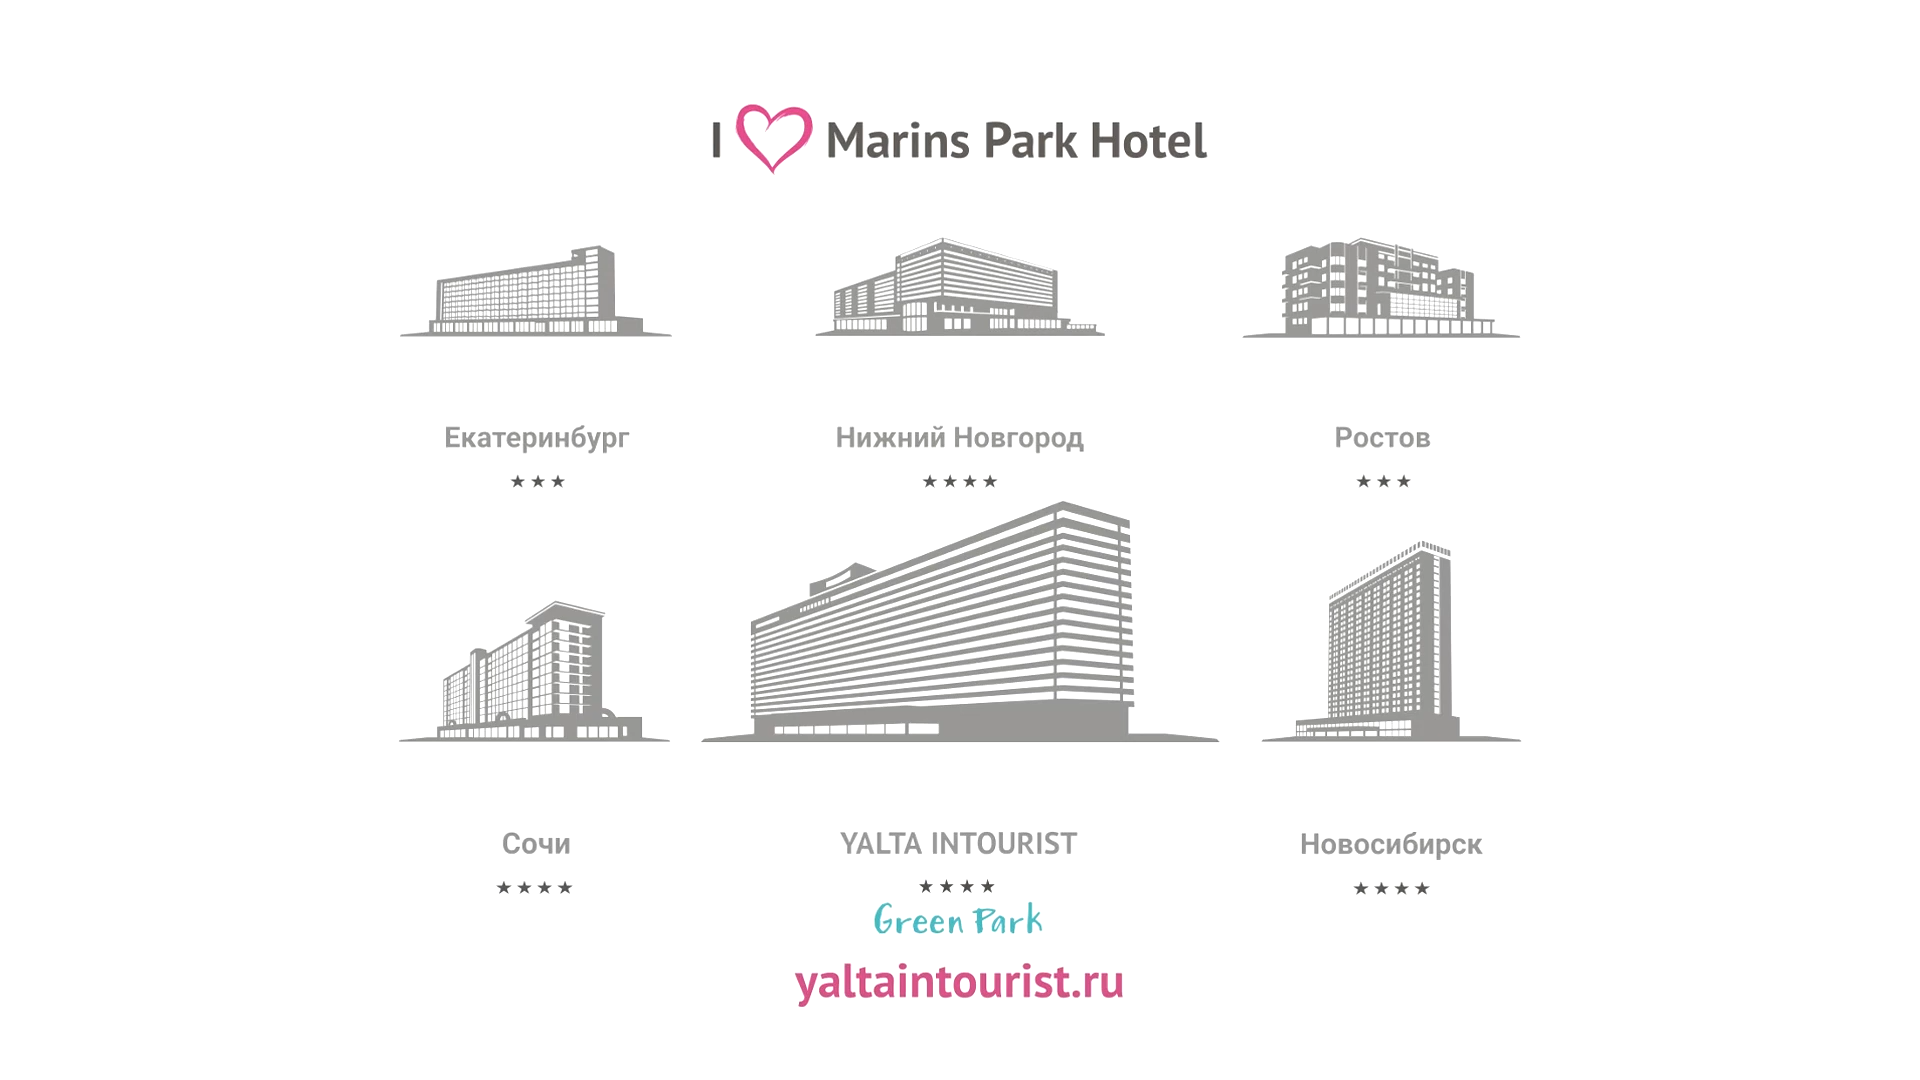 I Marins Park Hotel
Екатеринбург
Нижний Новгород
Ростов
Сочи
YALTA INTOURIST
Новосибирск
Green Park
yaltaintourist.ru